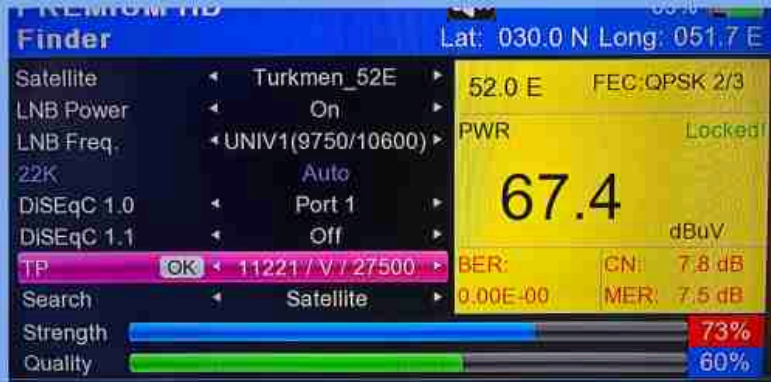 PREMIUM HD
Finder Lat: 030.0 N Long: 051.7 E
Satellite Turkmen_52E
LNB Power On
LNB Freq. UNIV1(9750/10600)
22K Auto
DiSEqC 1.0 Port 1
DiSEqC 1.1 Off
TP OK 11221 / V / 27500
Search Satellite
52.0 E FEC:QPSK 2/3
PWR Locked!
67.4
dBuV
BER: CN: 7.8 dB
0.00E-00 MER: 7.5 dB
Strength 73%
Quality 60%